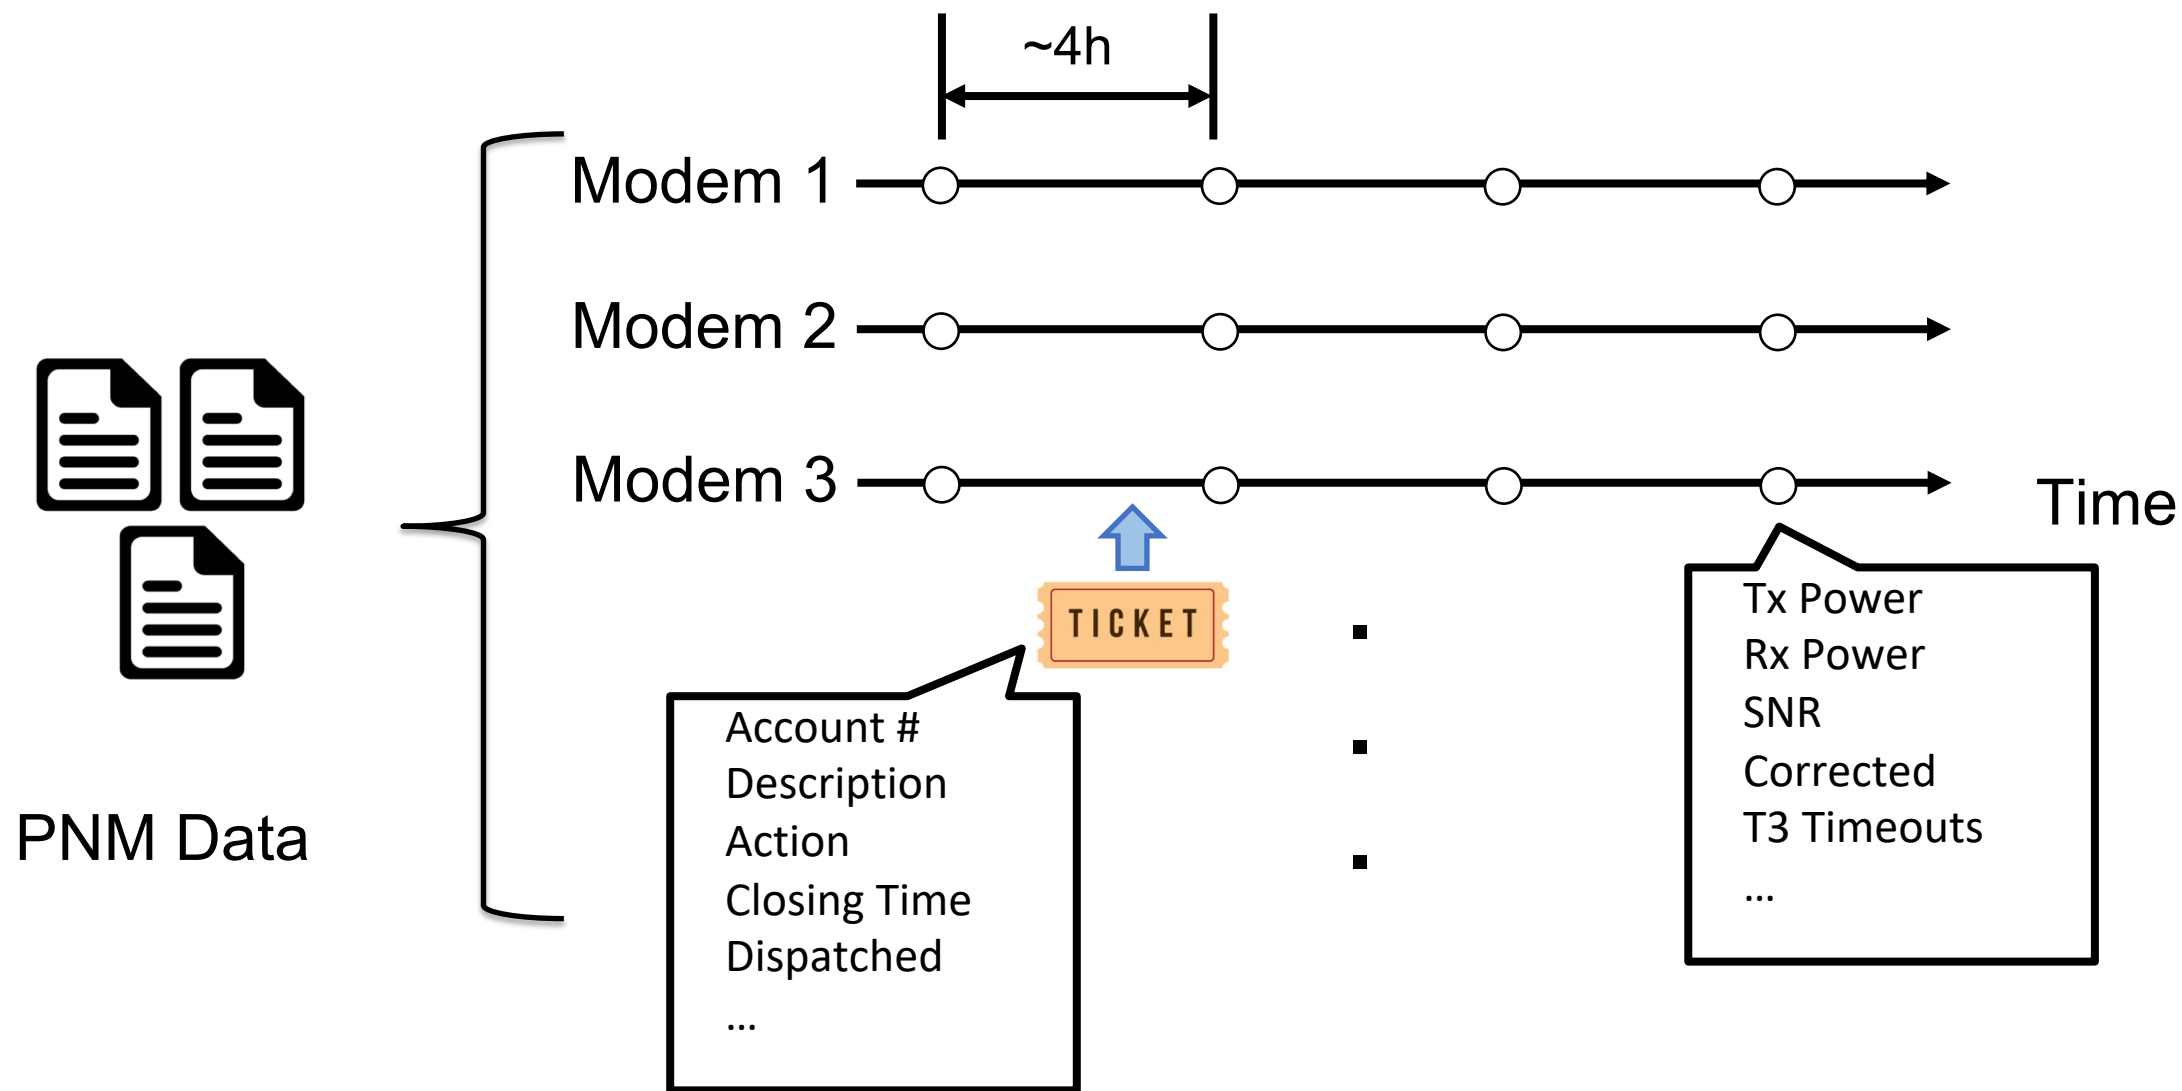 ~4h
Modem 1
Modem 2
Modem 3
Time
TICKET
Account #
Description
Action
Closing Time
Dispatched
...
Tx Power
Rx Power
SNR
Corrected
T3 Timeouts
...
PNM Data